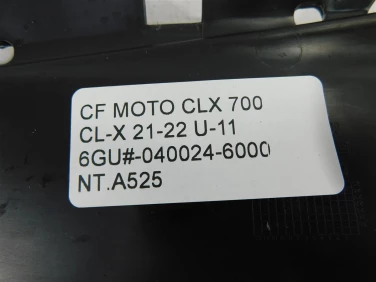 CF MOTO CLX 700
CL-X 21-22 U-11
6GU#-040024-6000
NT.A525